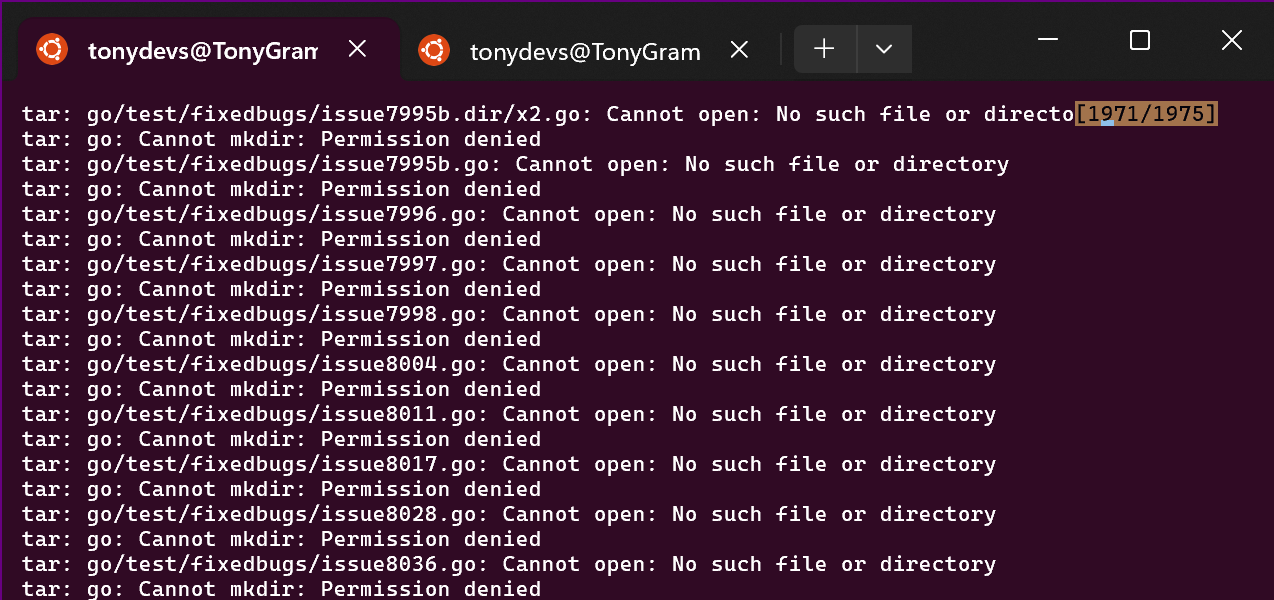 tonydevs@TonyGram
tonydevs@TonyGram
tar: go/test/fixedbugs/issue7995b.dir/x2.go: Cannot open: No such file or directo[1971/1975]
tar: go: Cannot mkdir: Permission denied
tar: go/test/fixedbugs/issue7995b.go: Cannot open: No such file or directory
tar: go: Cannot mkdir: Permission denied
tar: go/test/fixedbugs/issue7996.go: Cannot open: No such file or directory
tar: go: Cannot mkdir: Permission denied
tar: go/test/fixedbugs/issue7997.go: Cannot open: No such file or directory
tar: go: Cannot mkdir: Permission denied
tar: go/test/fixedbugs/issue7998.go: Cannot open: No such file or directory
tar: go: Cannot mkdir: Permission denied
tar: go/test/fixedbugs/issue8004.go: Cannot open: No such file or directory
tar: go: Cannot mkdir: Permission denied
tar: go/test/fixedbugs/issue8011.go: Cannot open: No such file or directory
tar: go: Cannot mkdir: Permission denied
tar: go/test/fixedbugs/issue8017.go: Cannot open: No such file or directory
tar: go: Cannot mkdir: Permission denied
tar: go/test/fixedbugs/issue8028.go: Cannot open: No such file or directory
tar: go: Cannot mkdir: Permission denied
tar: go/test/fixedbugs/issue8036.go: Cannot open: No such file or directory
tar: go: Cannot mkdir: Permission denied